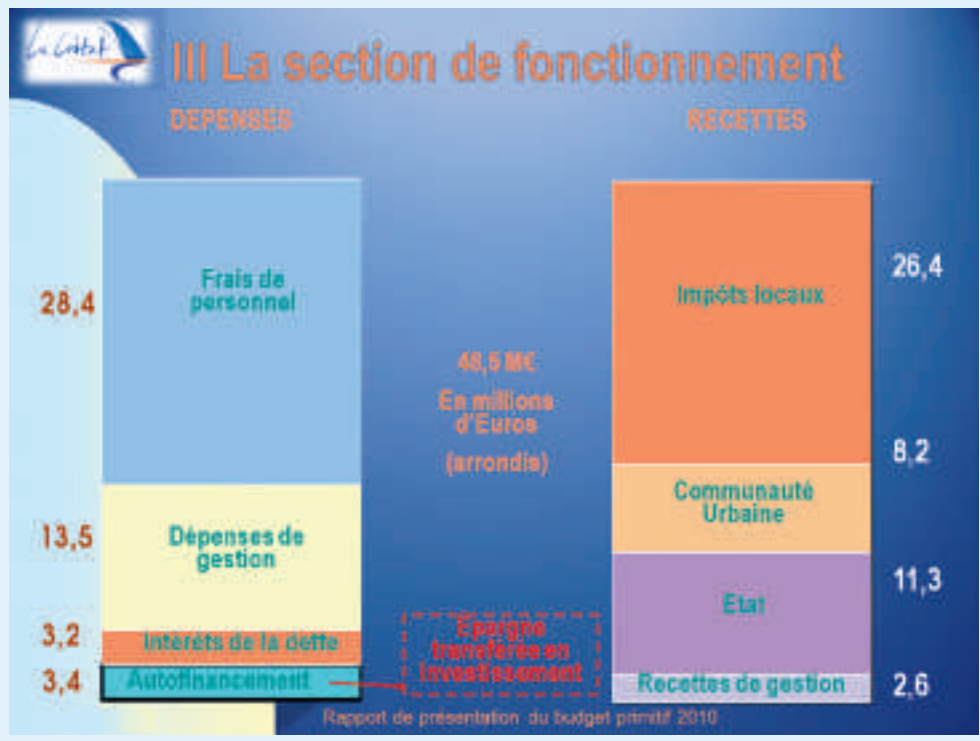 La Ciotat
III La section de fonctionnement
DEPENSES
RECETTES
28,4
Frais de
personnel
13,5
Dépenses de
gestion
3,2
Intérêts de la dette
3,4
Autofinancement
48,5 M€
En millions
d'Euros
(arrondis)
Epargne
transférée en
investissement
Impôts locaux
26,4
Communauté
Urbaine
8,2
Etat
11,3
Recettes de gestion
2,6
Rapport de présentation du budget primitif 2010